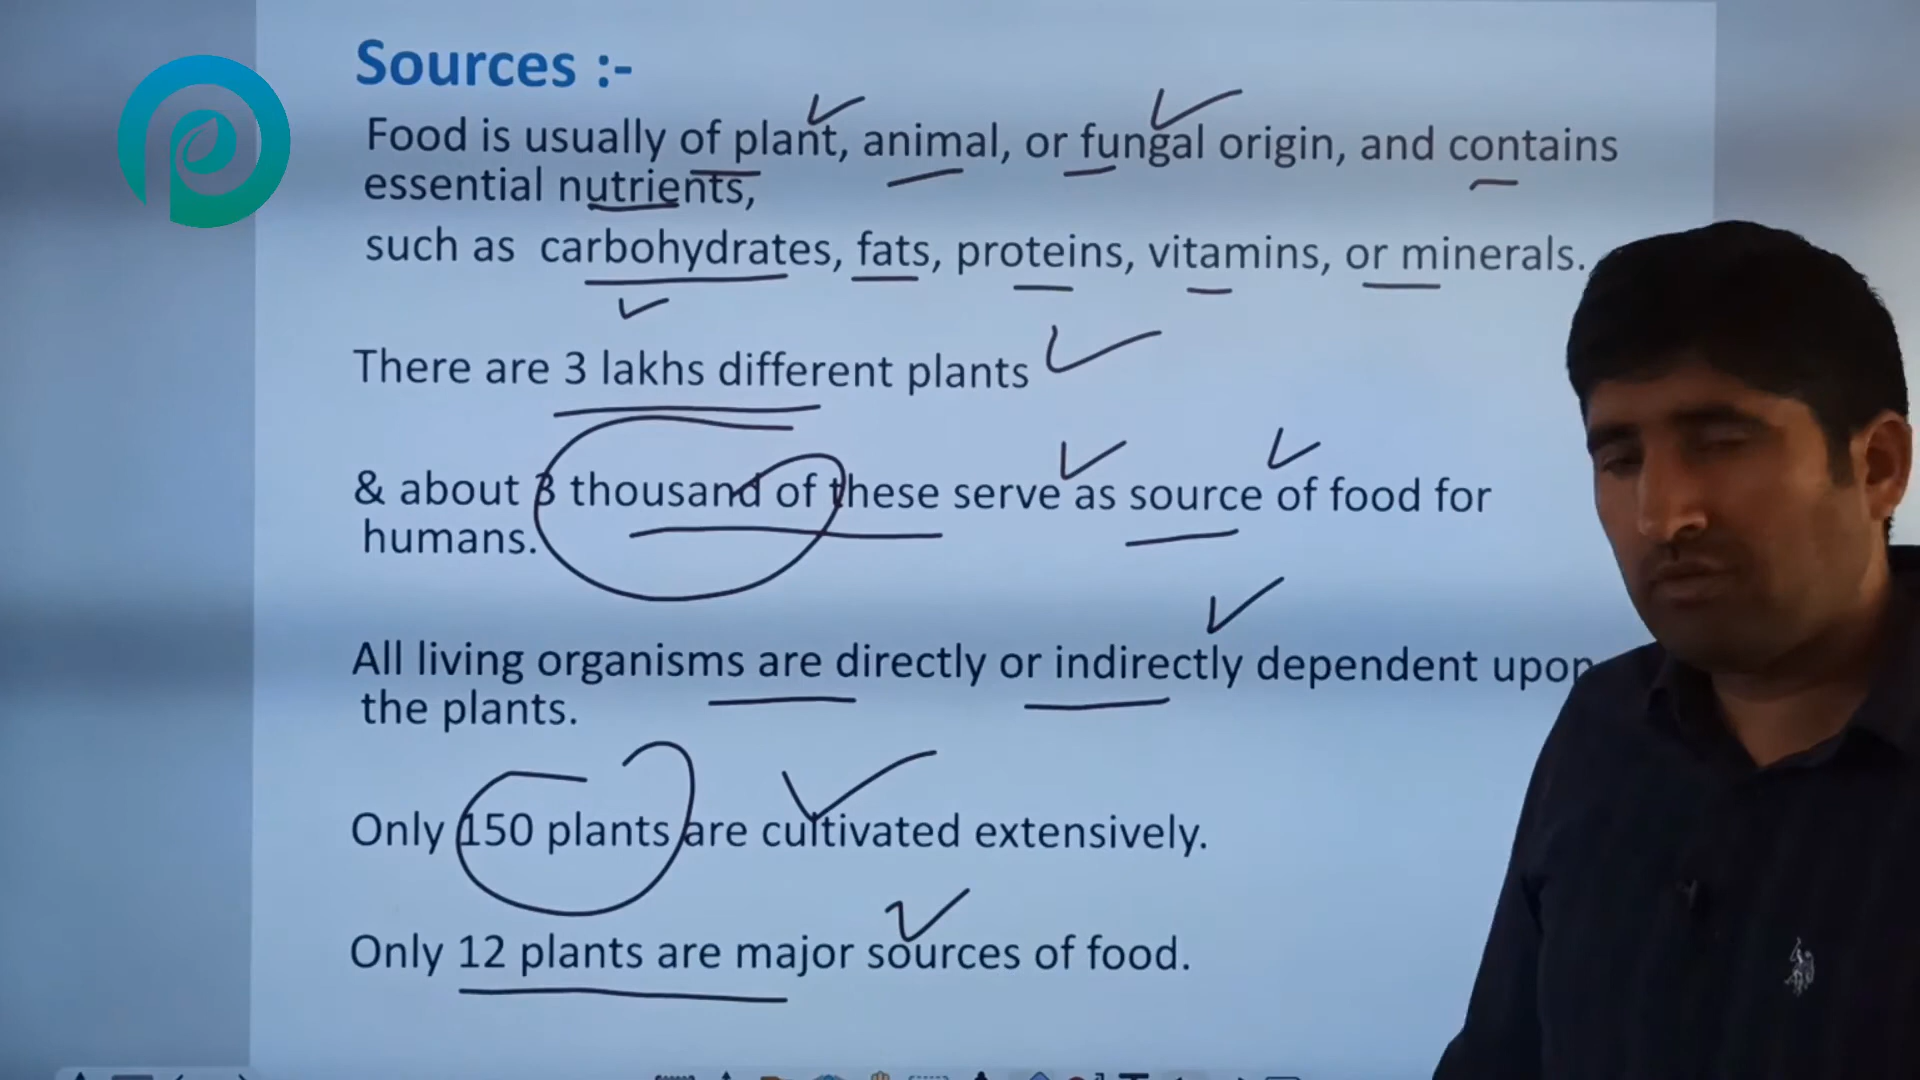 Sources :-
Food is usually of plant, animal, or fungal origin, and contains
essential nutrients,
such as carbohydrates, fats, proteins, vitamins, or minerals.
There are 3 lakhs different plants
& about 3 thousand of these serve as source of food for
humans.
All living organisms are directly or indirectly dependent upon
the plants.
Only 150 plants are cultivated extensively.
Only 12 plants are major sources of food.